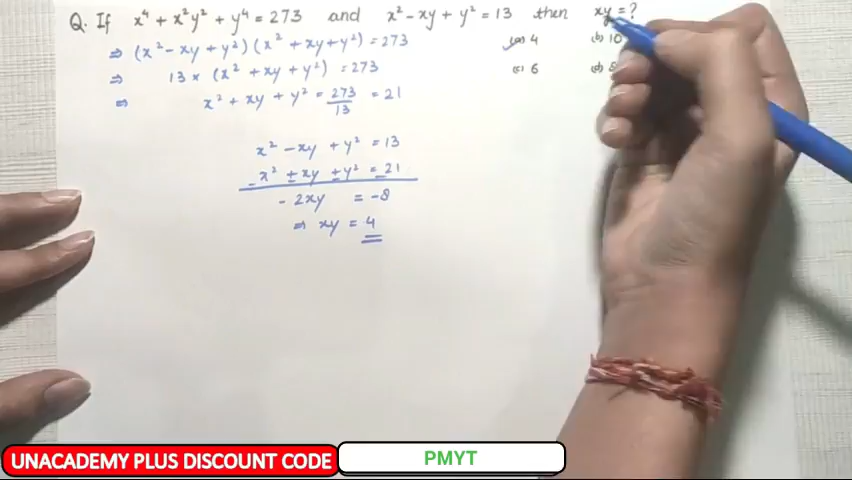 Q. If x⁴ + x²y² + y⁴ = 273 and x² - xy + y² = 13 then xy = ?
⇒ (x² - xy + y²) (x² + xy + y²) = 273
(a) 4 (b) 10
⇒ 13 × (x² + xy + y²) = 273
(c) 6 (d) 8
⇒ x² + xy + y² = 273/13 = 21
x² - xy + y² = 13
x² + xy + y² = 21
- 2xy = -8
⇒ xy = 4
UNACADEMY PLUS DISCOUNT CODE PMYT